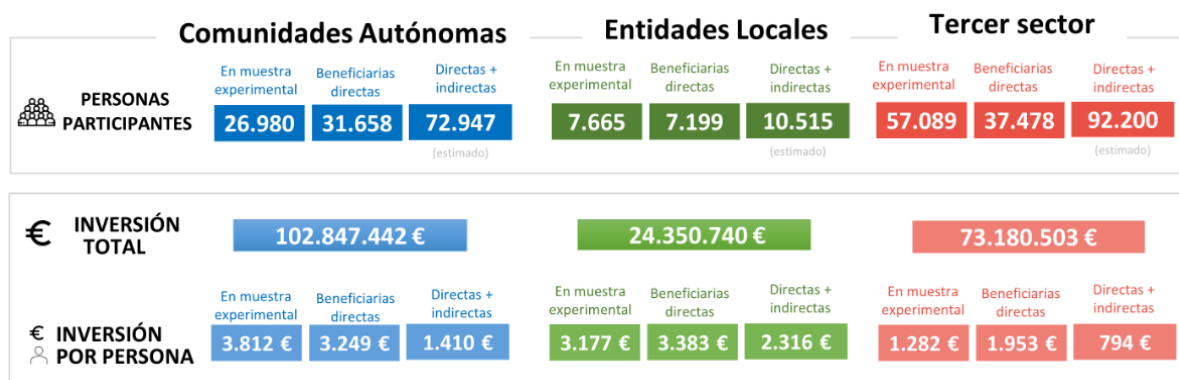 Comunidades Autónomas
Entidades Locales
Tercer sector
PERSONAS
PARTICIPANTES
En muestra
experimental
26.980
Beneficiarias
directas
31.658
Directas +
indirectas
72.947
(estimado)
En muestra
experimental
7.665
Beneficiarias
directas
7.199
Directas +
indirectas
10.515
(estimado)
En muestra
experimental
57.089
Beneficiarias
directas
37.478
Directas +
indirectas
92.200
(estimado)
€ INVERSIÓN
TOTAL
102.847.442 €
24.350.740 €
73.180.503 €
€ INVERSIÓN
POR PERSONA
En muestra
experimental
3.812 €
Beneficiarias
directas
3.249 €
Directas +
indirectas
1.410 €
En muestra
experimental
3.177 €
Beneficiarias
directas
3.383 €
Directas +
indirectas
2.316 €
En muestra
experimental
1.282 €
Beneficiarias
directas
1.953 €
Directas +
indirectas
794 €